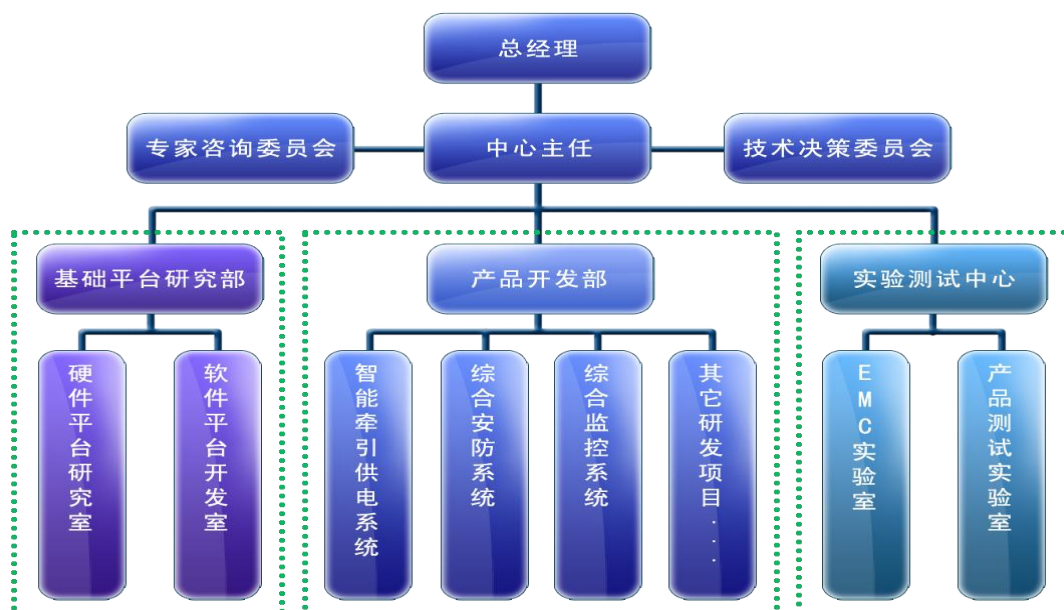 总经理
专家咨询委员会
中心主任
技术决策委员会
基础平台研究部
产品开发部
实验测试中心
硬件平台研究室
软件平台开发室
智能牵引供电系统
综合安防系统
综合监控系统
其它研发项目....
EMC实验室
产品测试实验室